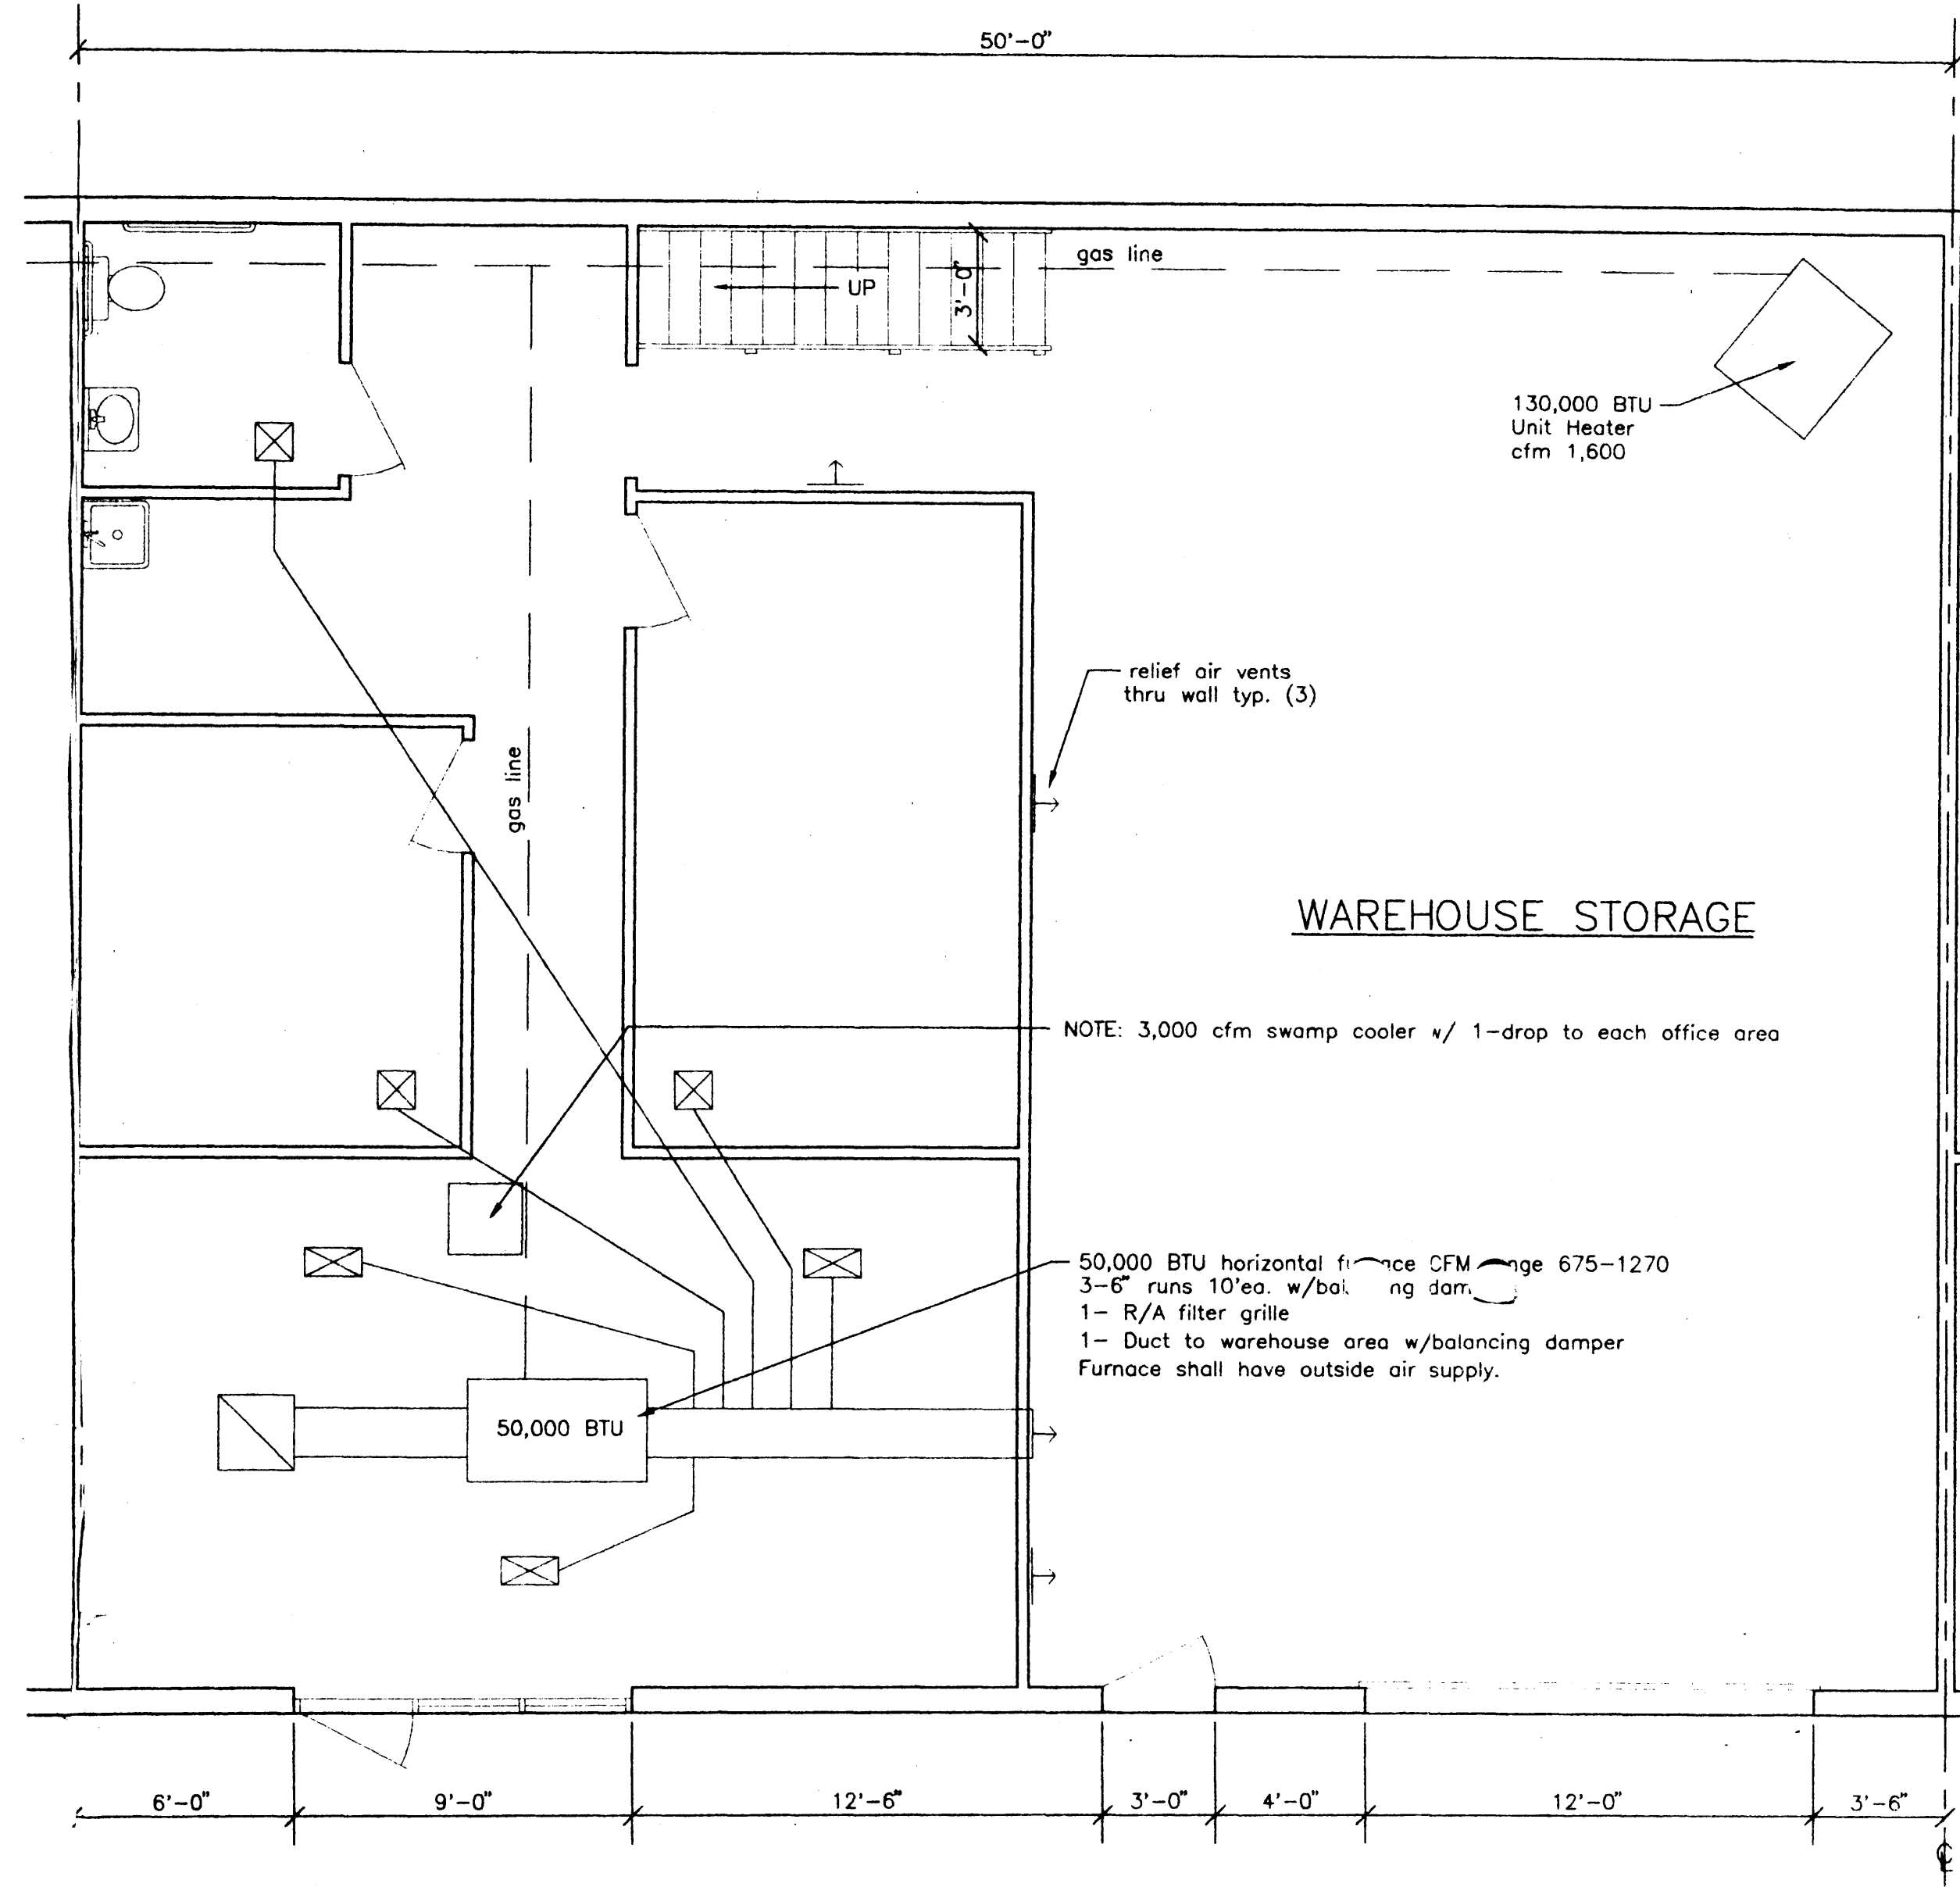 50'-0"
gas line
UP
3'-0"
130,000 BTU
Unit Heater
cfm 1,600
relief air vents
thru wall typ. (3)
gas line
WAREHOUSE STORAGE
NOTE: 3,000 cfm swamp cooler w/ 1-drop to each office area
50,000 BTU horizontal CFM 675-1270
3-6" runs 10'ea.
1- R/A filter grille
1- Duct to warehouse area w/balancing damper
Furnace shall have outside air supply.
50,000 BTU
6'-0" 9'-0" 12'-6" 3'-0" 4'-0" 12'-0" 3'-6"